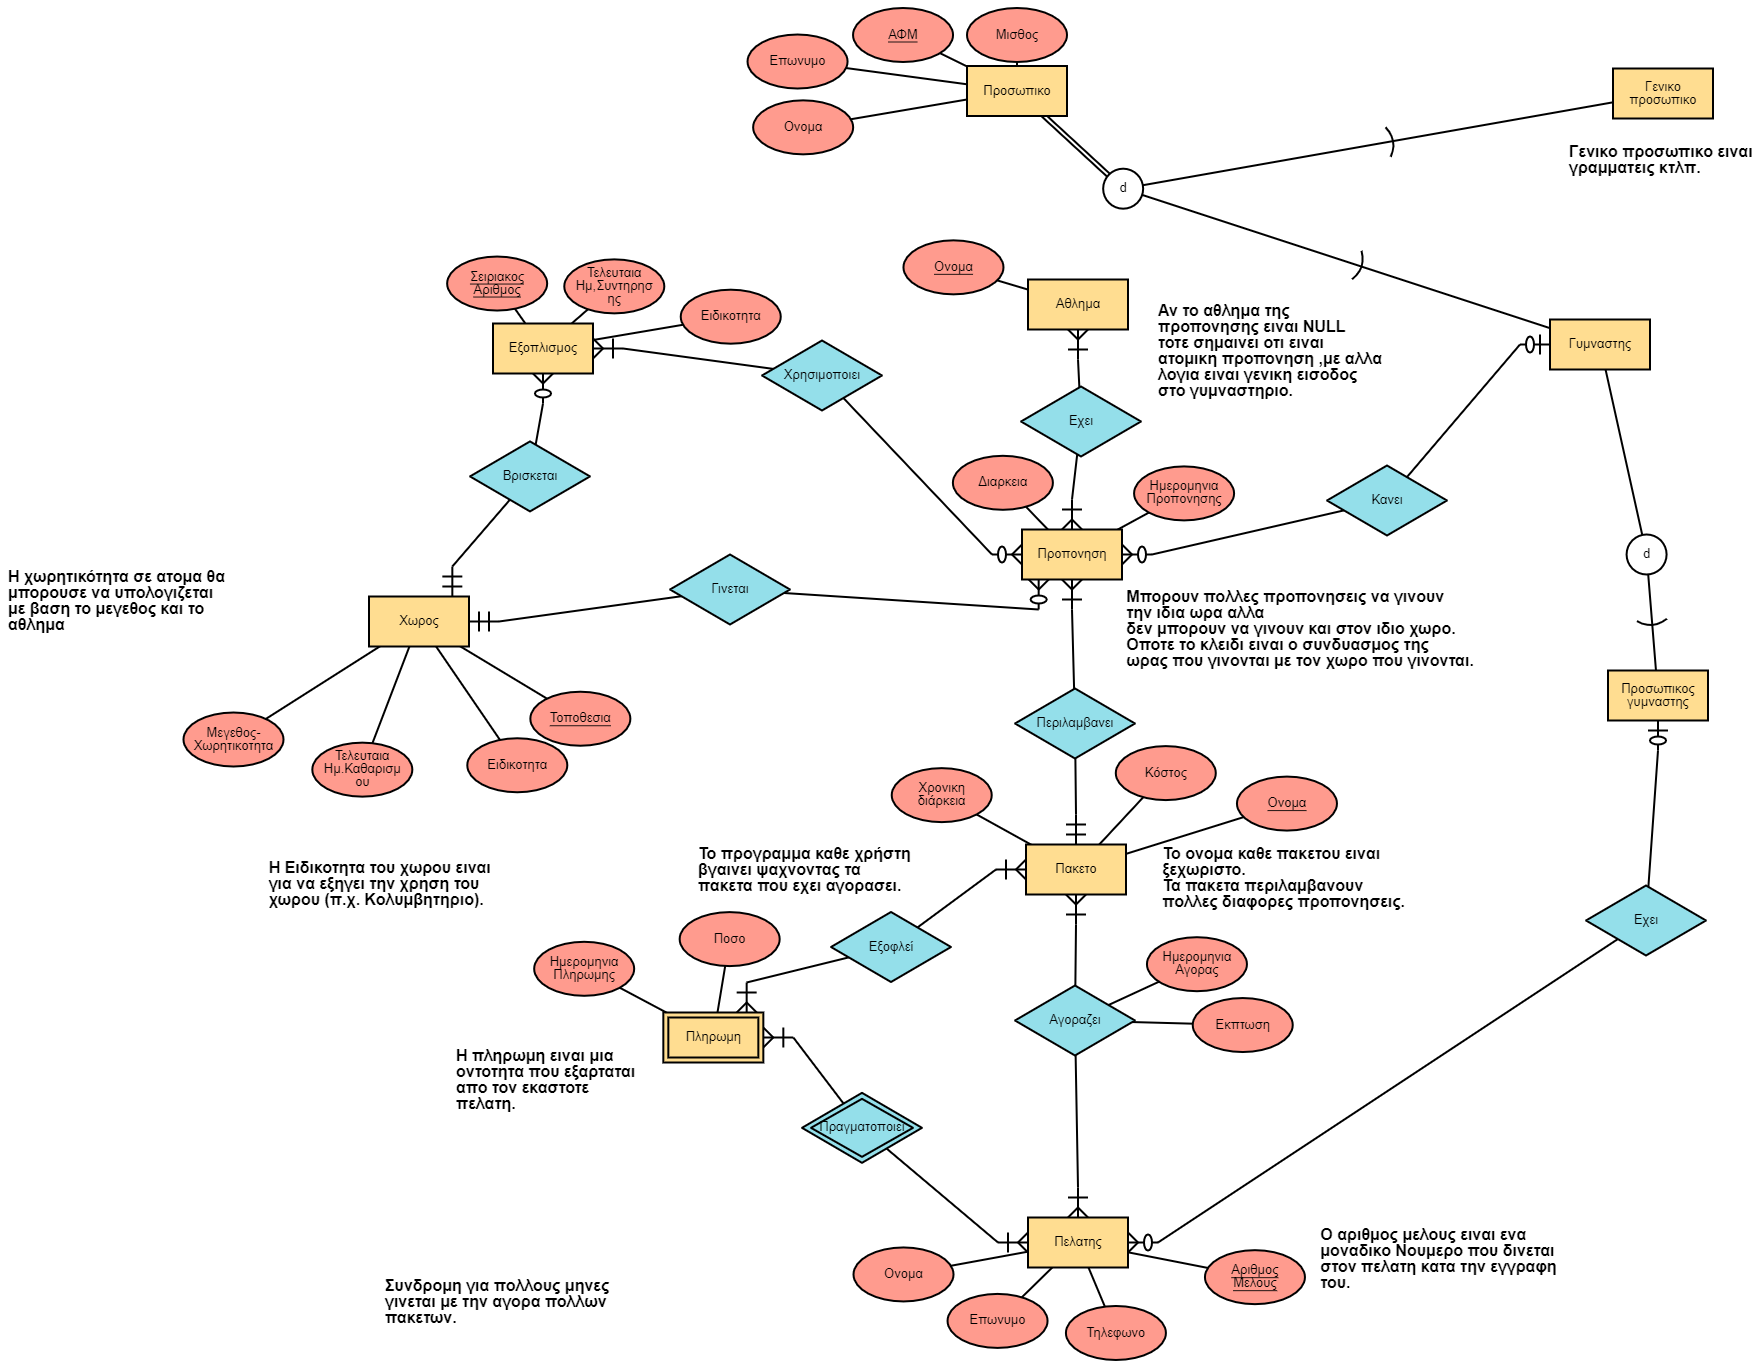 ΑΦΜ
Μισθος
Επωνυμο
Προσωπικο
Ονομα
Γενικο
προσωπικο
Γενικο προσωπικο ειναι
γραμματεις κτλπ.
d
Σειριακος
Αριθμος
Τελευταια
Ημ,Συντηρησ
ης
Ειδικοτητα
Εξοπλισμος
Χρησιμοποιει
Ονομα
Αθλημα
Αν το αθλημα της
προπονησης ειναι NULL
τοτε σημαινει οτι ειναι
ατομικη προπονηση ,με αλλα
λογια ειναι γενικη εισοδος
στο γυμναστηριο.
Γυμναστης
Εχει
Βρισκεται
Διαρκεια
Ημερομηνια
Προπονησης
Κανει
Προπονηση
d
Η χωρητικότητα σε ατομα θα
μπορουσε να υπολογιζεται
με βαση το μεγεθος και το
αθλημα
Χωρος
Γινεται
Μπορουν πολλες προπονησεις να γινουν
την ιδια ωρα αλλα
δεν μπορουν να γινουν και στον ιδιο χωρο.
Οποτε το κλειδι ειναι ο συνδυασμος της
ωρας που γινονται με τον χωρο που γινονται.
Προσωπικος
γυμναστης
Μεγεθος-
Χωρητικοτητα
Τελευταια
Ημ.Καθαρισμ
ου
Ειδικοτητα
Τοποθεσια
Περιλαμβανει
Χρονικη
διάρκεια
Κόστος
Ονομα
Πακετο
Η Ειδικοτητα του χωρου ειναι
για να εξηγει την χρηση του
χωρου (π.χ. Κολυμβητηριο).
Το προγραμμα καθε χρήστη
βγαινει ψαχνοντας τα
πακετα που εχει αγορασει.
Το ονομα καθε πακετου ειναι
ξεχωριστο.
Τα πακετα περιλαμβανουν
πολλες διαφορες προπονησεις.
Εχει
Ποσο
Εξοφλεί
Ημερομηνια
Πληρωμης
Ημερομηνια
Αγορας
Πληρωμη
Αγοραζει
Εκπτωση
Η πληρωμη ειναι μια
οντοτητα που εξαρταται
απο τον εκαστοτε
πελατη.
Πραγματοποιει
Πελατης
Ονομα
Επωνυμο
Τηλεφωνο
Αριθμος
Μελους
Ο αριθμος μελους ειναι ενα
μοναδικο Νουμερο που δινεται
στον πελατη κατα την εγγραφη
του.
Συνδρομη για πολλους μηνες
γινεται με την αγορα πολλων
πακετων.